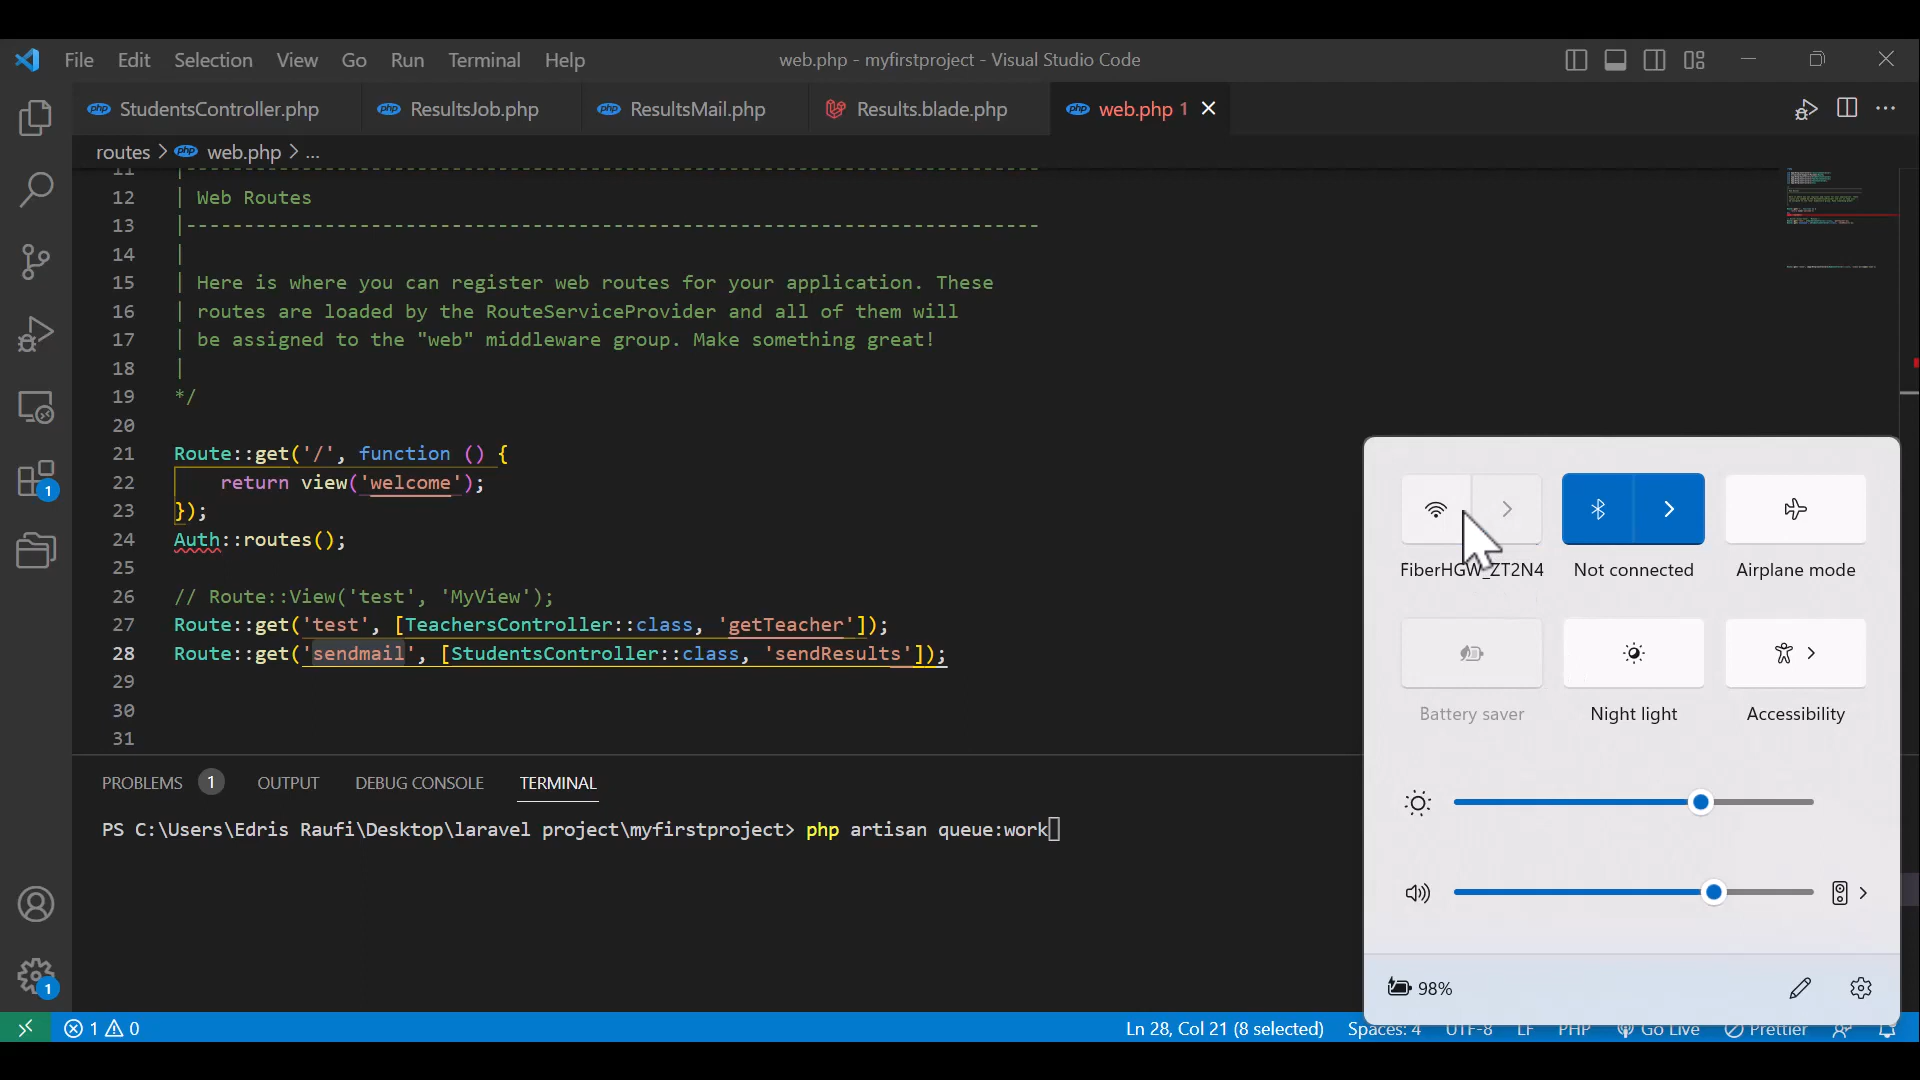 File Edit Selection View Go Run Terminal Help web.php - myfirstproject - Visual Studio Code
php StudentsController.php php ResultsJob.php php ResultsMail.php Results.blade.php php web.php 1
routes > php web.php > ...
11 |-----------------------------------------------------------------------
12 | Web Routes
13 |-----------------------------------------------------------------------
14 |
15 | Here is where you can register web routes for your application. These
16 | routes are loaded by the RouteServiceProvider and all of them will
17 | be assigned to the "web" middleware group. Make something great!
18 |
19 */
20
21 Route::get('/', function () {
22 return view('welcome');
23 });
24 Auth::routes();
25
26 // Route::View('test', 'MyView');
27 Route::get('test', [TeachersController::class, 'getTeacher']);
28 Route::get('sendmail', [StudentsController::class, 'sendResults']);
29
30
31
PROBLEMS 1 OUTPUT DEBUG CONSOLE TERMINAL
PS C:\Users\Edris Raufi\Desktop\laravel project\myfirstproject> php artisan queue:work
FiberHGW_ZT2N4 Not connected Airplane mode
Battery saver Night light Accessibility
98%
1
1
1 0 Ln 28, Col 21 (8 selected) Spaces: 4 UTF-8 LF PHP Go Live Prettier